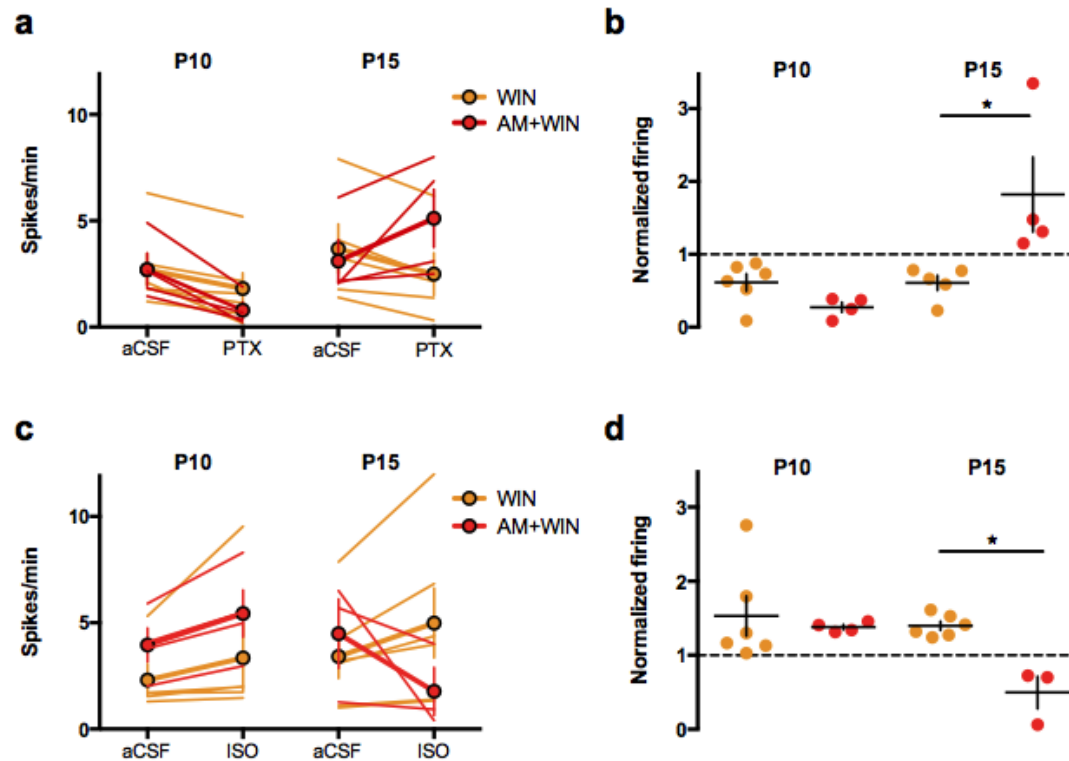 a
P10 P15
WIN
AM+WIN
Spikes/min
10
5
0
aCSF PTX aCSF PTX
b
P10 P15
*
Normalized firing
3
2
1
0
c
P10 P15
WIN
AM+WIN
Spikes/min
10
5
0
aCSF ISO aCSF ISO
d
P10 P15
*
Normalized firing
3
2
1
0